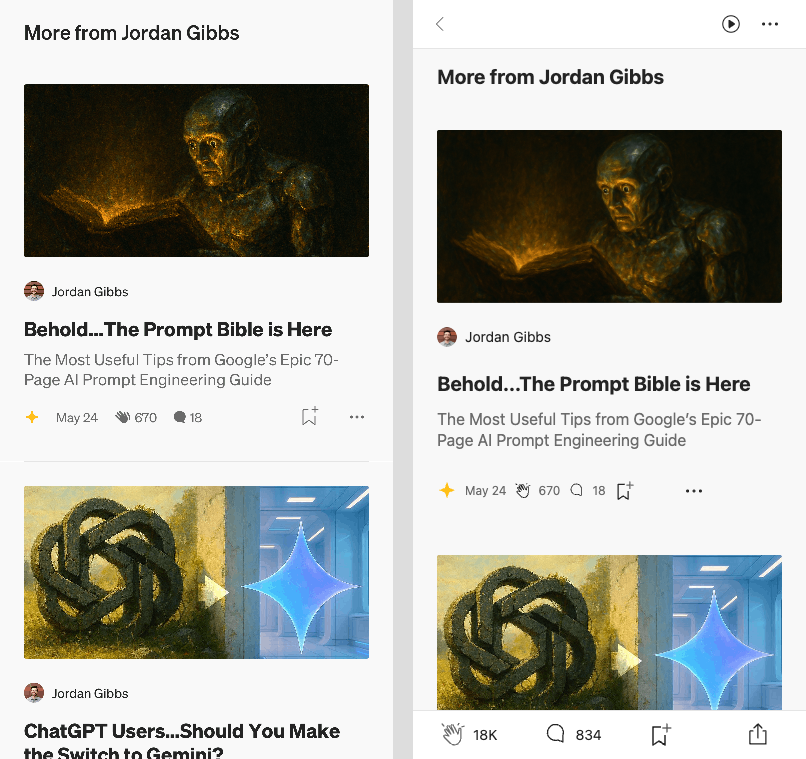 More from Jordan Gibbs
Jordan Gibbs
Behold...The Prompt Bible is Here
The Most Useful Tips from Google’s Epic 70-
Page AI Prompt Engineering Guide
May 24 670 18
Jordan Gibbs
ChatGPT Users...Should You Make
the Switch to Gemini?
More from Jordan Gibbs
Jordan Gibbs
Behold...The Prompt Bible is Here
The Most Useful Tips from Google’s Epic 70-
Page AI Prompt Engineering Guide
May 24 670 18
18K 834